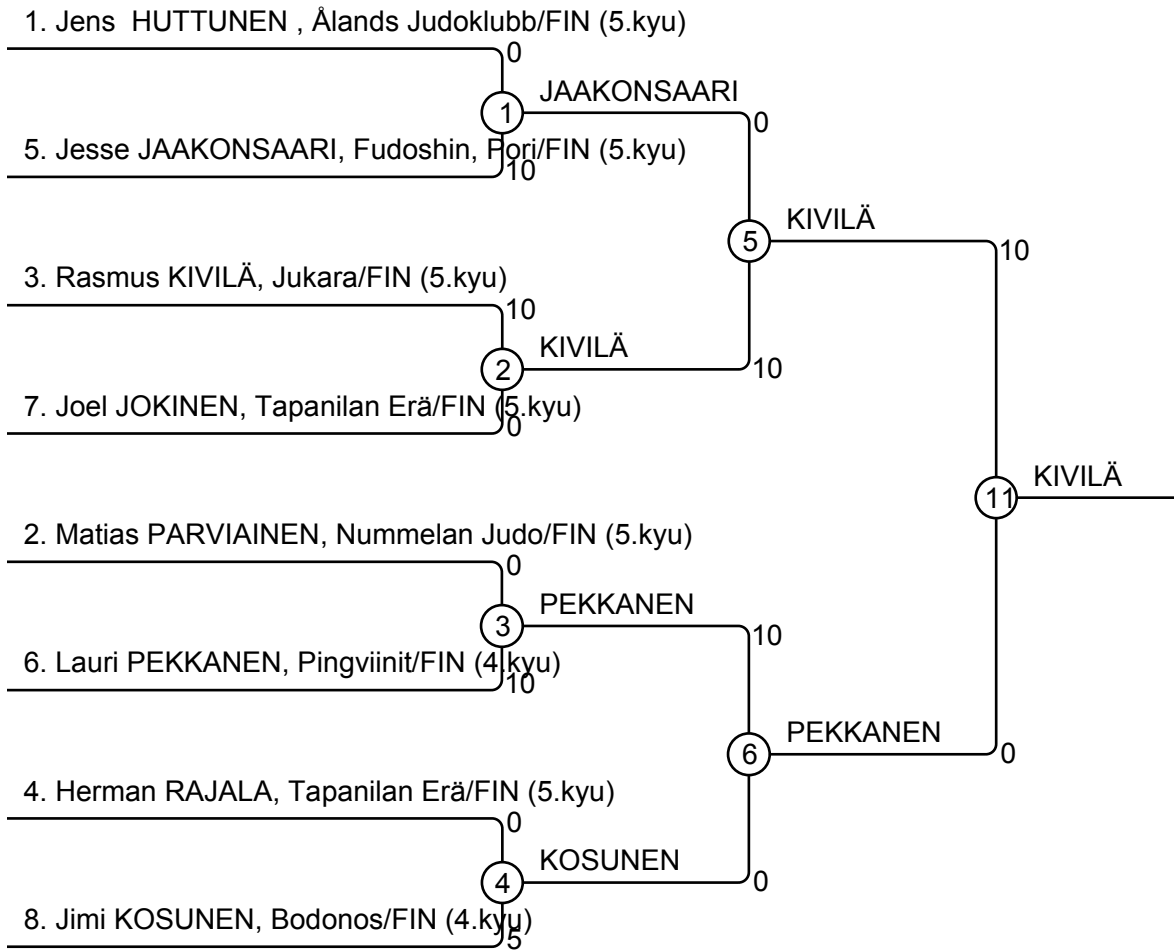 1. Jens  HUTTUNEN , Ålands Judoklubb/FIN (5.kyu)
0
1
JAAKONSAARI
0
5. Jesse JAAKONSAARI, Fudoshin, Pori/FIN (5.kyu)
10
5
KIVILÄ
10
3. Rasmus KIVILÄ, Jukara/FIN (5.kyu)
10
2
KIVILÄ
10
7. Joel JOKINEN, Tapanilan Erä/FIN (5.kyu)
0
11
KIVILÄ
2. Matias PARVIAINEN, Nummelan Judo/FIN (5.kyu)
0
3
PEKKANEN
10
6. Lauri PEKKANEN, Pingviinit/FIN (4.kyu)
10
6
PEKKANEN
0
4. Herman RAJALA, Tapanilan Erä/FIN (5.kyu)
0
4
KOSUNEN
0
8. Jimi KOSUNEN, Bodonos/FIN (4.kyu)
5